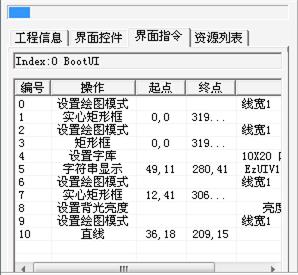 工程信息 界面控件 界面指令 资源列表
Index:0 BootUI
编号 操作 起点 终点
0 设置绘图模式 线宽1
1 实心矩形框 0,0 319...
2 设置绘图模式 线宽1
3 矩形框 0,0 319...
4 设置字库 10X20
5 字符串显示 49,11 280,41 EzUIV1
6 设置绘图模式 线宽1
7 实心矩形框 12,41 306...
8 设置背光亮度 亮度
9 设置绘图模式 线宽1
10 直线 36,18 209,15